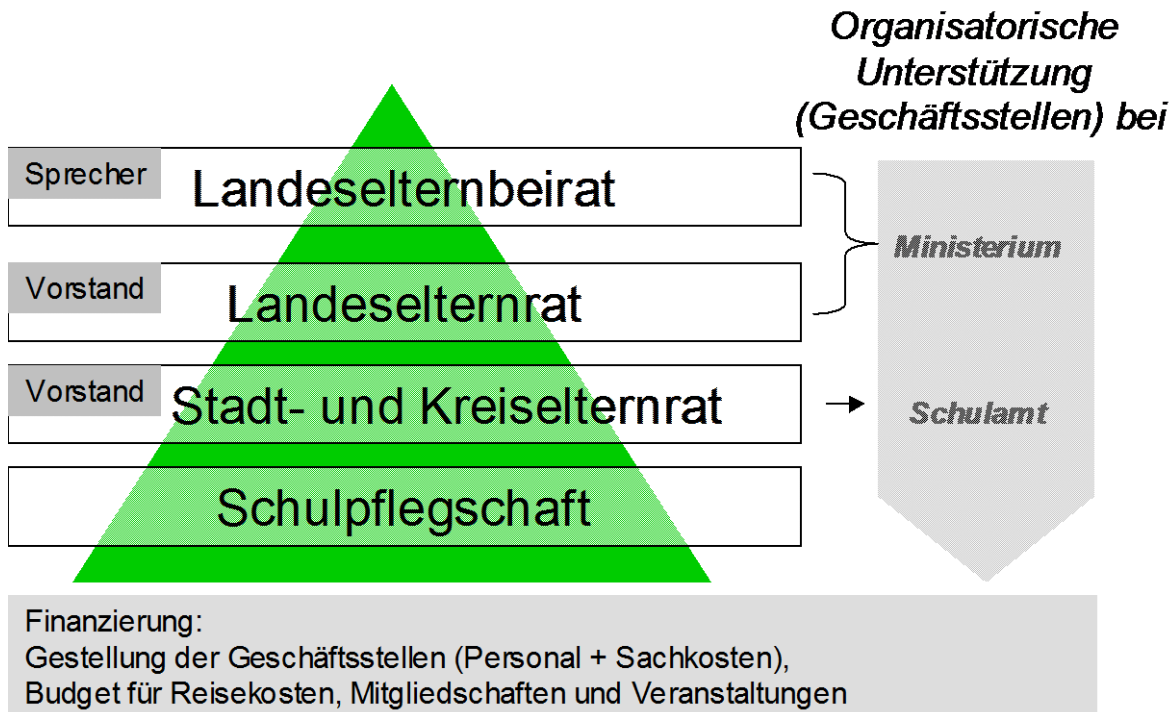 Organisatorische
Unterstützung
(Geschäftsstellen) bei
Sprecher
Landeselternbeirat
Vorstand
Landeselternrat
Ministerium
Vorstand
Stadt- und Kreiselternrat
Schulamt
Schulpflegschaft
Finanzierung:
Gestellung der Geschäftsstellen (Personal + Sachkosten),
Budget für Reisekosten, Mitgliedschaften und Veranstaltungen